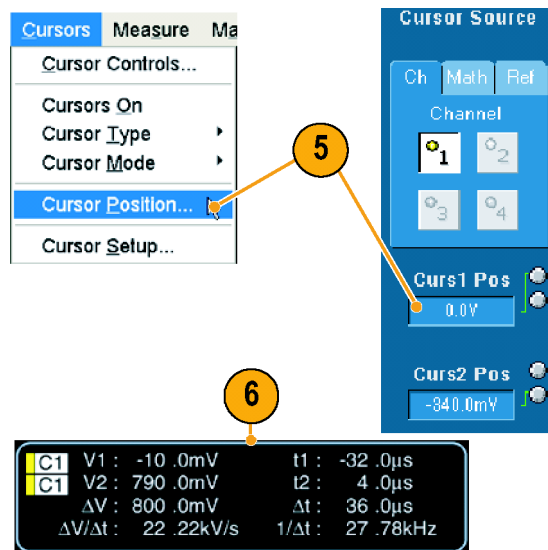 Cursors Measure Ma
Cursor Controls...
Cursors On
Cursor Type
Cursor Mode
Cursor Position...
Cursor Setup...
5
Cursor Source
Ch Math Ref
Channel
1 2
3 4
Curs1 Pos
0.0V
Curs2 Pos
-340.0mV
6
C1 V1 : -10 .0mV t1 : -32 .0µs
C1 V2 : 790 .0mV t2 : 4 .0µs
ΔV : 800 .0mV Δt : 36 .0µs
ΔV/Δt : 22 .22kV/s 1/Δt : 27 .78kHz